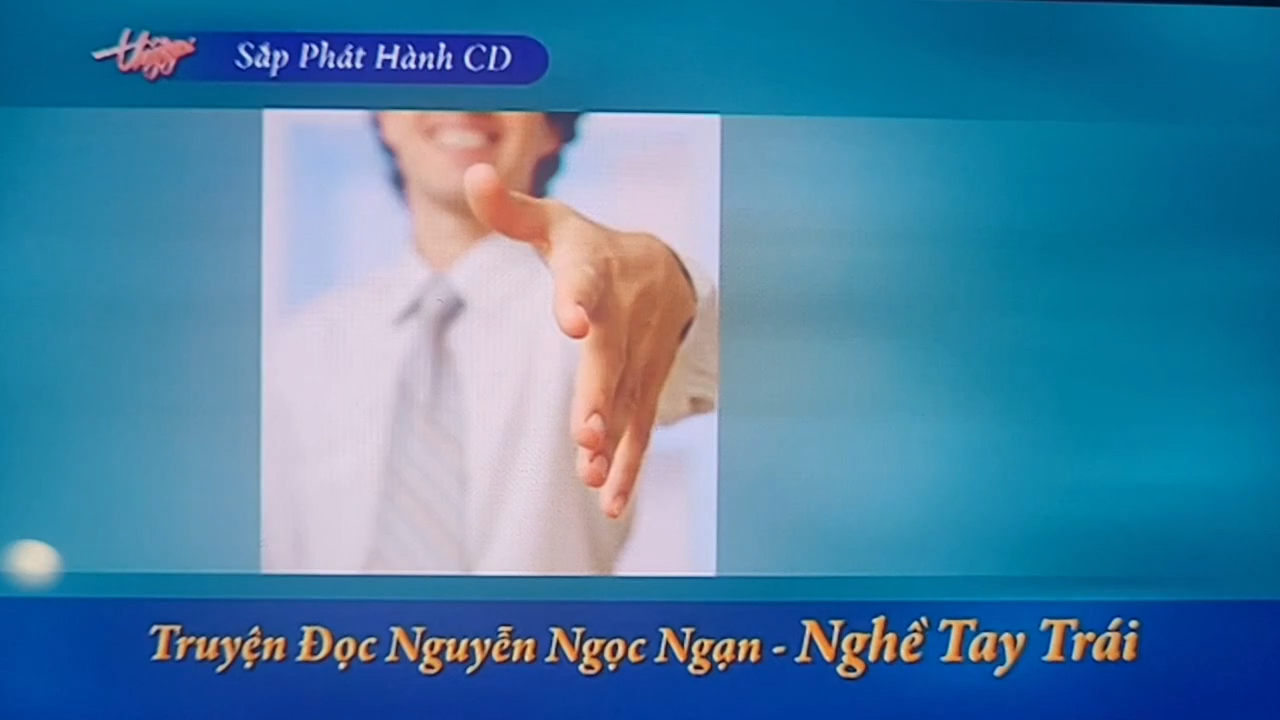 Sắp Phát Hành CD
Truyện Đọc Nguyễn Ngọc Ngạn - Nghề Tay Trái